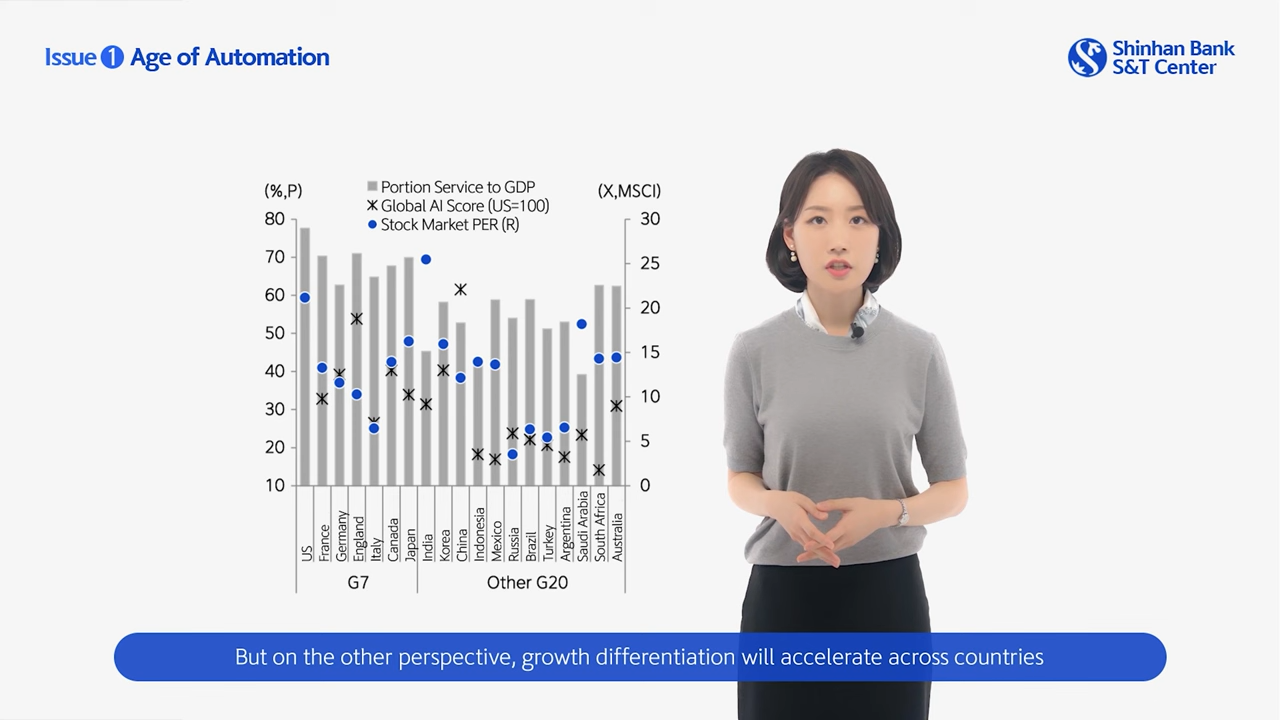 Issue 1 Age of Automation
Shinhan Bank
S&T Center
(%,P)
(X,MSCI)
Portion Service to GDP
Global AI Score (US=100)
Stock Market PER (R)
80
70
60
50
40
30
20
10
30
25
20
15
10
5
0
US
France
Germany
England
Italy
Canada
Japan
India
Korea
China
Indonesia
Mexico
Russia
Brazil
Turkey
Argentina
Saudi Arabia
South Africa
Australia
G7
Other G20
But on the other perspective, growth differentiation will accelerate across countries